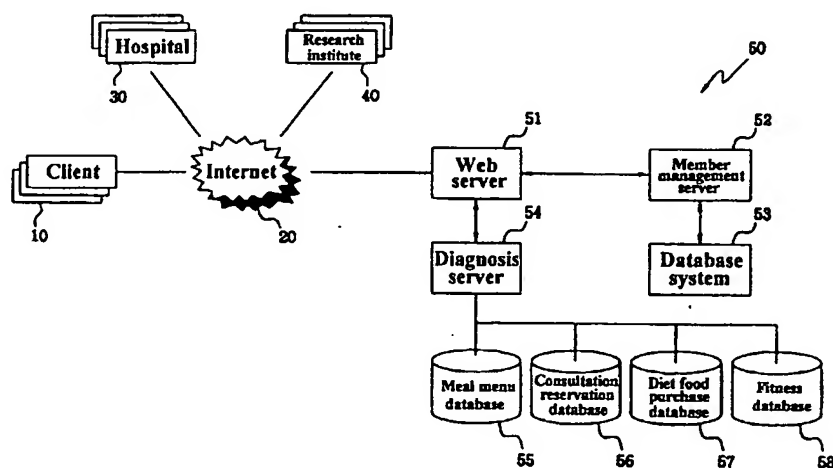 Hospital
30
Research
institute
40
50
Client
10
Internet
20
51
Web
server
52
Member
management
server
54
Diagnosis
server
53
Database
system
Meal menu
database
55
Consultation
reservation
database
56
Diet food
purchase
database
57
Fitness
database
58